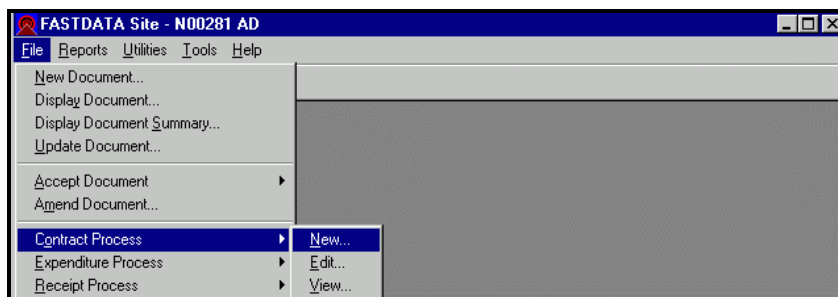 FASTDATA Site - N00281 AD
File Reports Utilities Tools Help
New Document...
Display Document...
Display Document Summary...
Update Document...
Accept Document
Amend Document...
Contract Process New...
Expenditure Process Edit...
Receipt Process View...